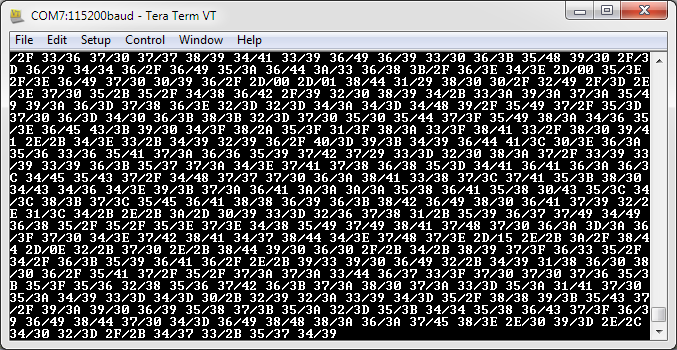 COM7:115200baud - Tera Term VT
File Edit Setup Control Window Help
/2F 33/36 37/30 37/37 38/39 34/41 33/39 36/49 36/39 33/30 36/3B 35/48 39/30 2F/3
D 36/39 34/34 36/2F 36/49 35/3A 36/44 3A/33 36/38 3B/2F 36/3E 34/3E 2D/00 35/3E
2F/3F 36/49 37/30 30/39 36/2F 2D/00 2D/01 38/44 31/29 38/30 30/2F 32/49 2F/3D 2E
/3E 37/30 35/2B 35/2F 34/38 36/42 2F/39 32/30 38/39 34/2B 33/3A 39/3A 37/3A 35/4
9 39/3A 36/3D 37/38 36/3E 32/3D 32/3D 34/3A 34/3D 34/48 39/2F 35/49 37/2F 35/3D
37/30 36/3D 34/30 36/3B 38/3B 32/3D 37/30 35/30 35/44 37/3F 35/49 38/3A 34/36 35
/3E 36/45 43/3B 39/30 34/3F 38/2A 35/3F 31/3F 38/3A 33/3F 38/41 33/2F 38/30 39/4
1 2E/2B 34/3E 33/2B 34/39 32/39 36/2F 40/3D 39/3B 34/39 36/44 41/3C 30/3E 36/3A
35/36 33/36 35/41 37/3A 36/36 35/39 37/42 37/29 33/3D 32/30 38/3A 37/2F 23/39 33
/39 33/39 36/3B 35/37 37/3A 34/3E 37/41 37/38 36/38 35/3D 34/41 36/41 36/3A 36/3
C 34/45 35/43 37/2F 34/48 37/37 37/30 36/3A 38/41 33/38 37/3C 37/41 35/3B 38/30
34/43 34/36 34/3E 39/3B 37/3A 36/41 3A/3A 3A/3A 35/38 36/41 35/38 30/43 35/3C 34
/3C 38/3B 37/3C 35/45 36/41 38/38 36/39 36/3B 38/42 36/49 38/30 36/41 37/39 32/2
E 31/3C 34/2B 2E/2B 3A/2D 30/39 33/3D 32/36 37/38 31/2B 35/39 36/37 37/49 34/49
36/38 35/2F 35/2F 35/3E 37/3E 34/38 35/49 37/49 38/41 37/48 37/30 36/3A 3D/3A 36
/3F 37/30 34/3E 37/42 38/41 34/37 38/44 34/3E 37/48 37/3E 2D/15 2E/2B 3A/2F 38/4
4 2D/0E 32/2B 37/30 2E/2B 38/44 39/30 36/30 2F/2B 34/2B 38/39 37/3F 36/33 35/2F
34/2F 36/3B 35/39 36/41 36/2F 2E/2B 39/33 39/30 36/49 32/2B 34/39 31/38 36/30 38
/30 36/2F 35/41 37/2F 35/2F 37/3A 37/3A 33/44 36/37 33/30 37/30 37/36 35/3
B 35/3F 35/36 32/38 35/36 37/42 36/3B 37/3A 38/30 37/3A 33/3D 35/3A 31/41 37/30
35/3A 34/3D 34/3D 30/2B 32/39 32/3A 33/39 34/3D 35/2F 38/38 39/3B 35/43 37
/2F 39/3A 39/30 36/39 35/38 37/3B 35/3A 32/3D 35/3B 34/34 35/38 36/43 37/3F 36/3
9 36/49 38/44 37/30 34/3D 36/49 38/48 38/3A 36/3A 37/45 38/3E 2E/30 39/3D 2E/2C
34/30 32/3D 2F/2B 34/37 33/2B 35/37 34/39